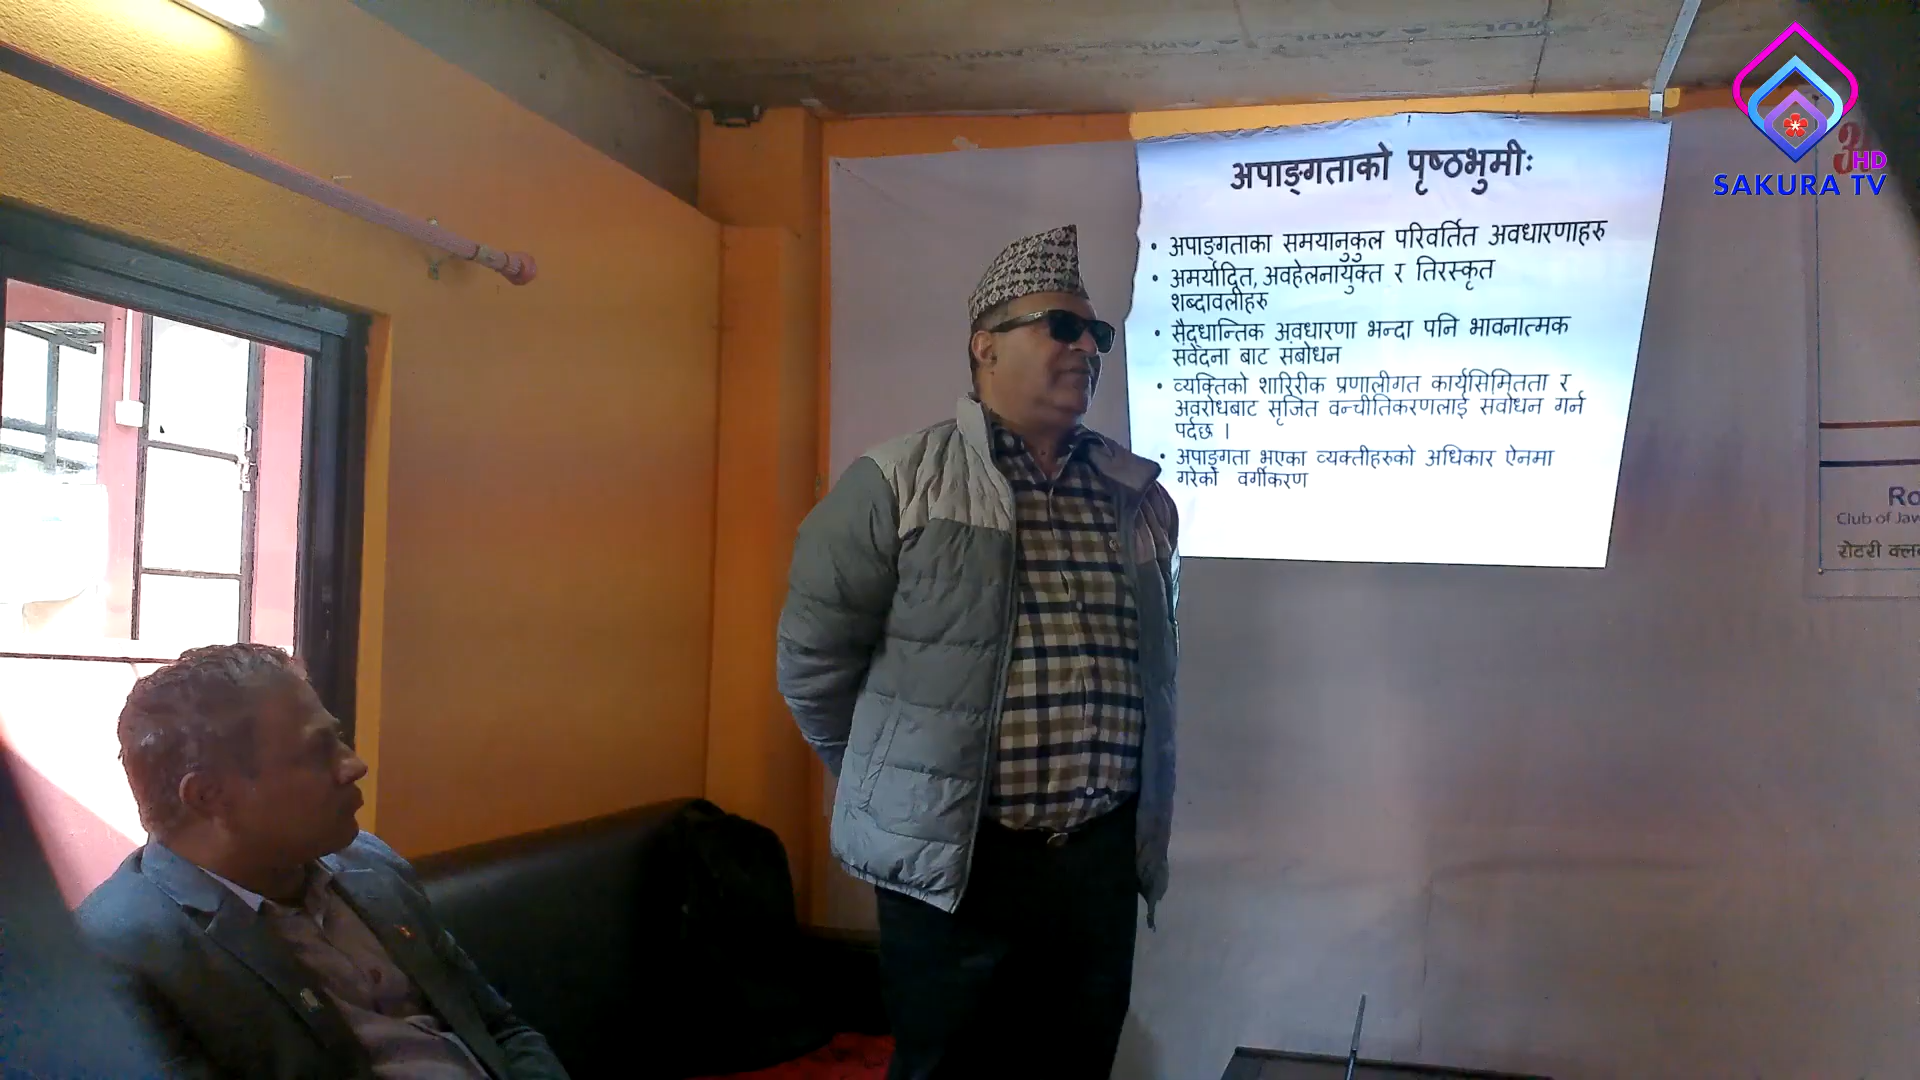 अपाङ्गताको पृष्ठभुमीः
• अपाङ्गताका समयानुकुल परिवर्तित अवधारणाहरु
• अमर्यादित, अवहेलनायुक्त र तिरस्कृत
शब्दावलीहरु
• सैद्धान्तिक अवधारणा भन्दा पनि भावनात्मक
संवेदना बाट संबोधन
• व्यक्तिको शारिरीक प्रणालीगत कार्यसिमितता र
अवरोधबाट सृजित वन्चीतिकरणलाई संवोधन गर्न
पर्दछ ।
• अपाङ्गता भएका व्यक्तीहरुको अधिकार ऐनमा
गरेको वर्गीकरण
HD
SAKURA TV
Ro
Club of Jaw
रोटरी क्ल